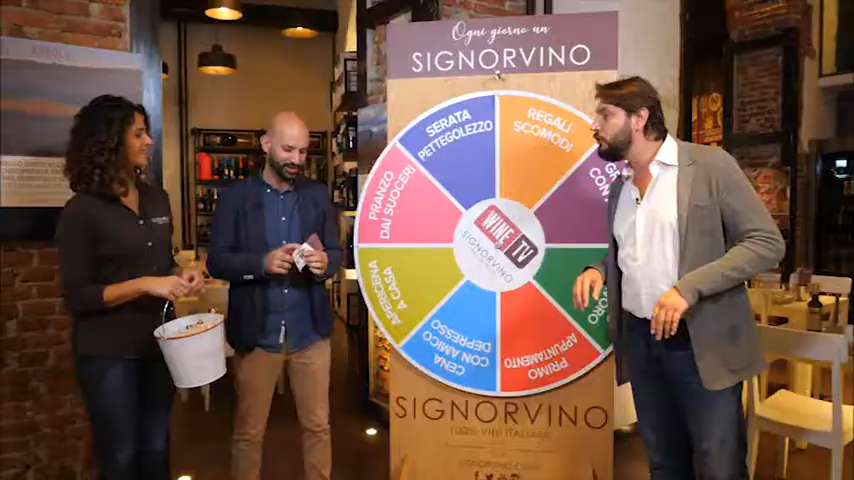 Ogni giorno un
SIGNORVINO
SERATA
PETTEGOLEZZO
REGALI
SCOMODI
PRANZO
DAI SUOCERI
CON
WINE
TV
SIGNORVINO
APERICENA
A CASA
CENA
CON AMICO
DEPRESSO
PRIMO
APPUNTAMENTO
SIGNORVINO
100% VINI ITALIANI